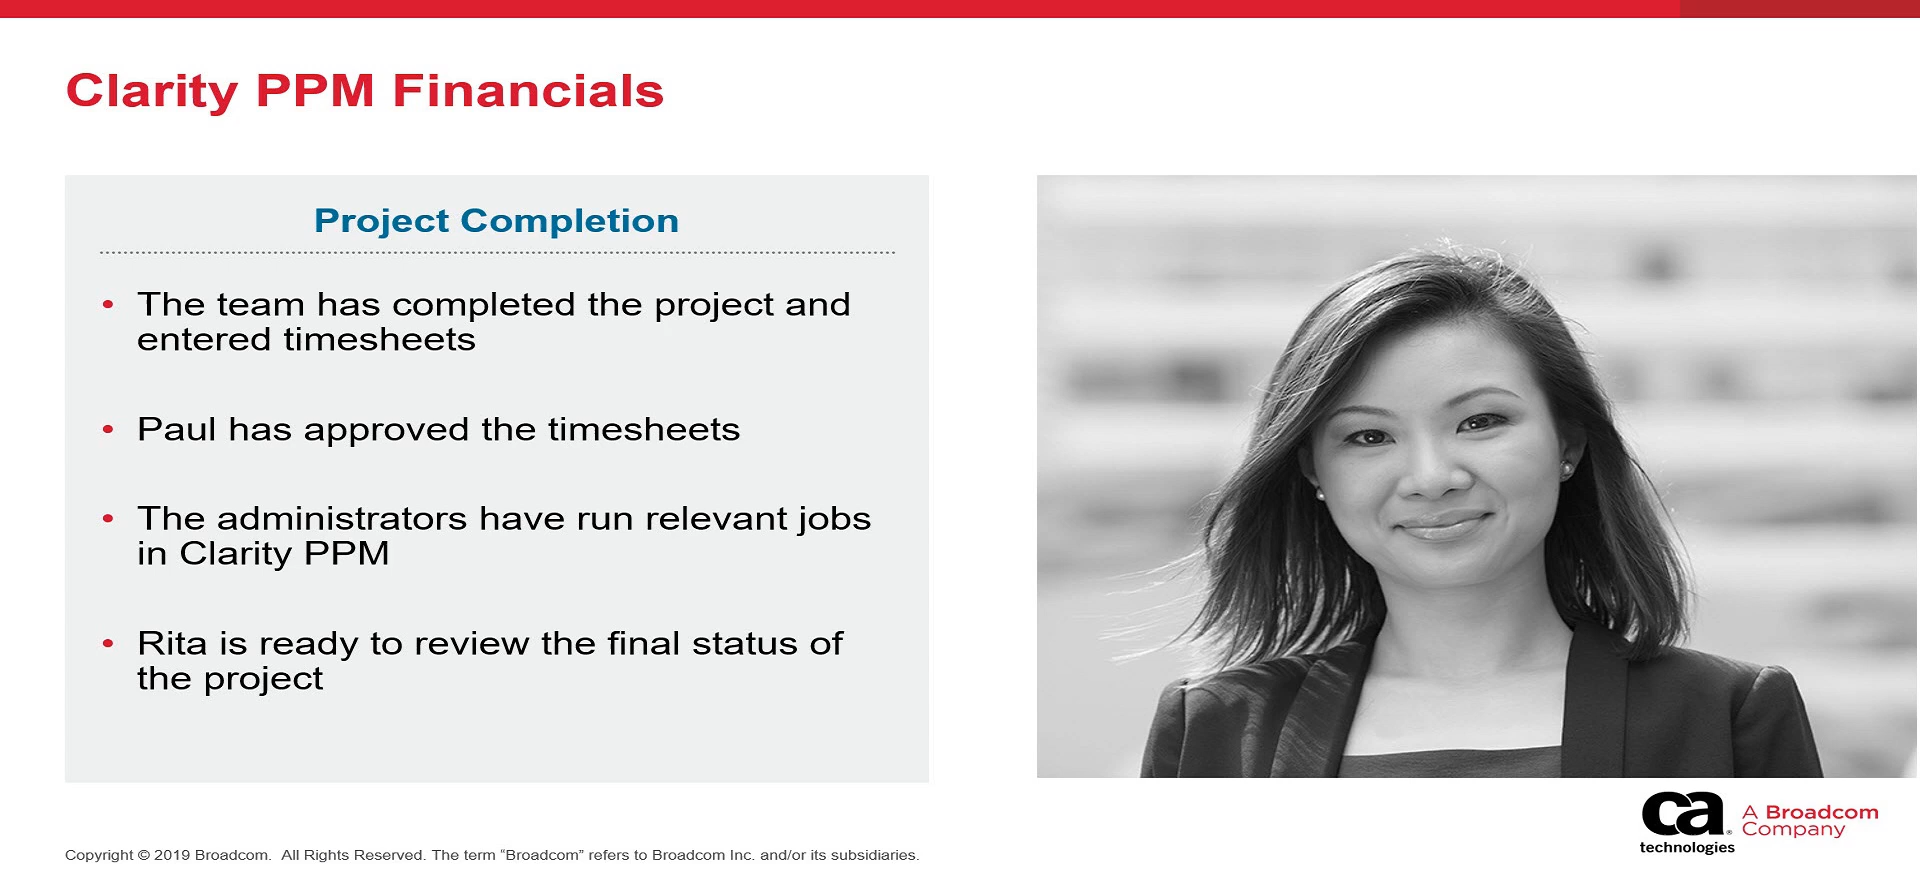 Clarity PPM Financials
Project Completion
• The team has completed the project and
entered timesheets
• Paul has approved the timesheets
• The administrators have run relevant jobs
in Clarity PPM
• Rita is ready to review the final status of
the project
ca®
technologies
A Broadcom
Company
Copyright © 2019 Broadcom.  All Rights Reserved. The term “Broadcom” refers to Broadcom Inc. and/or its subsidiaries.